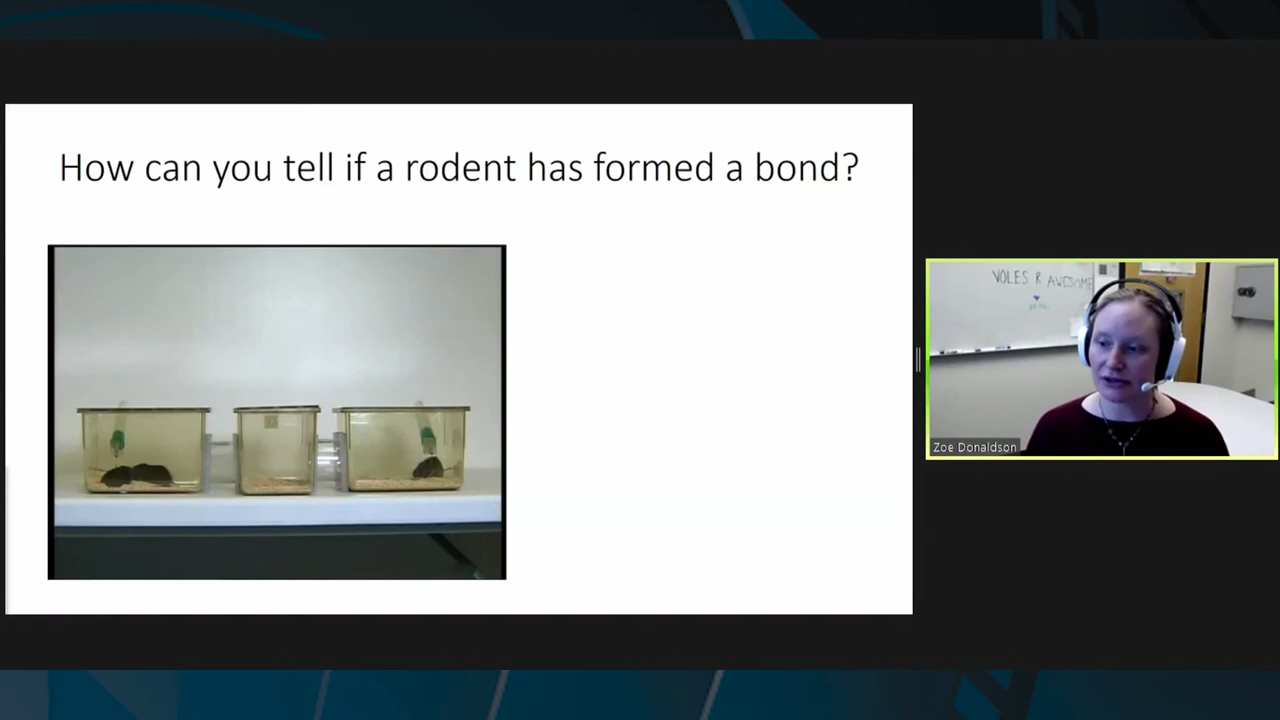 How can you tell if a rodent has formed a bond?
VOLES R AWESOME
Zoe Donaldson